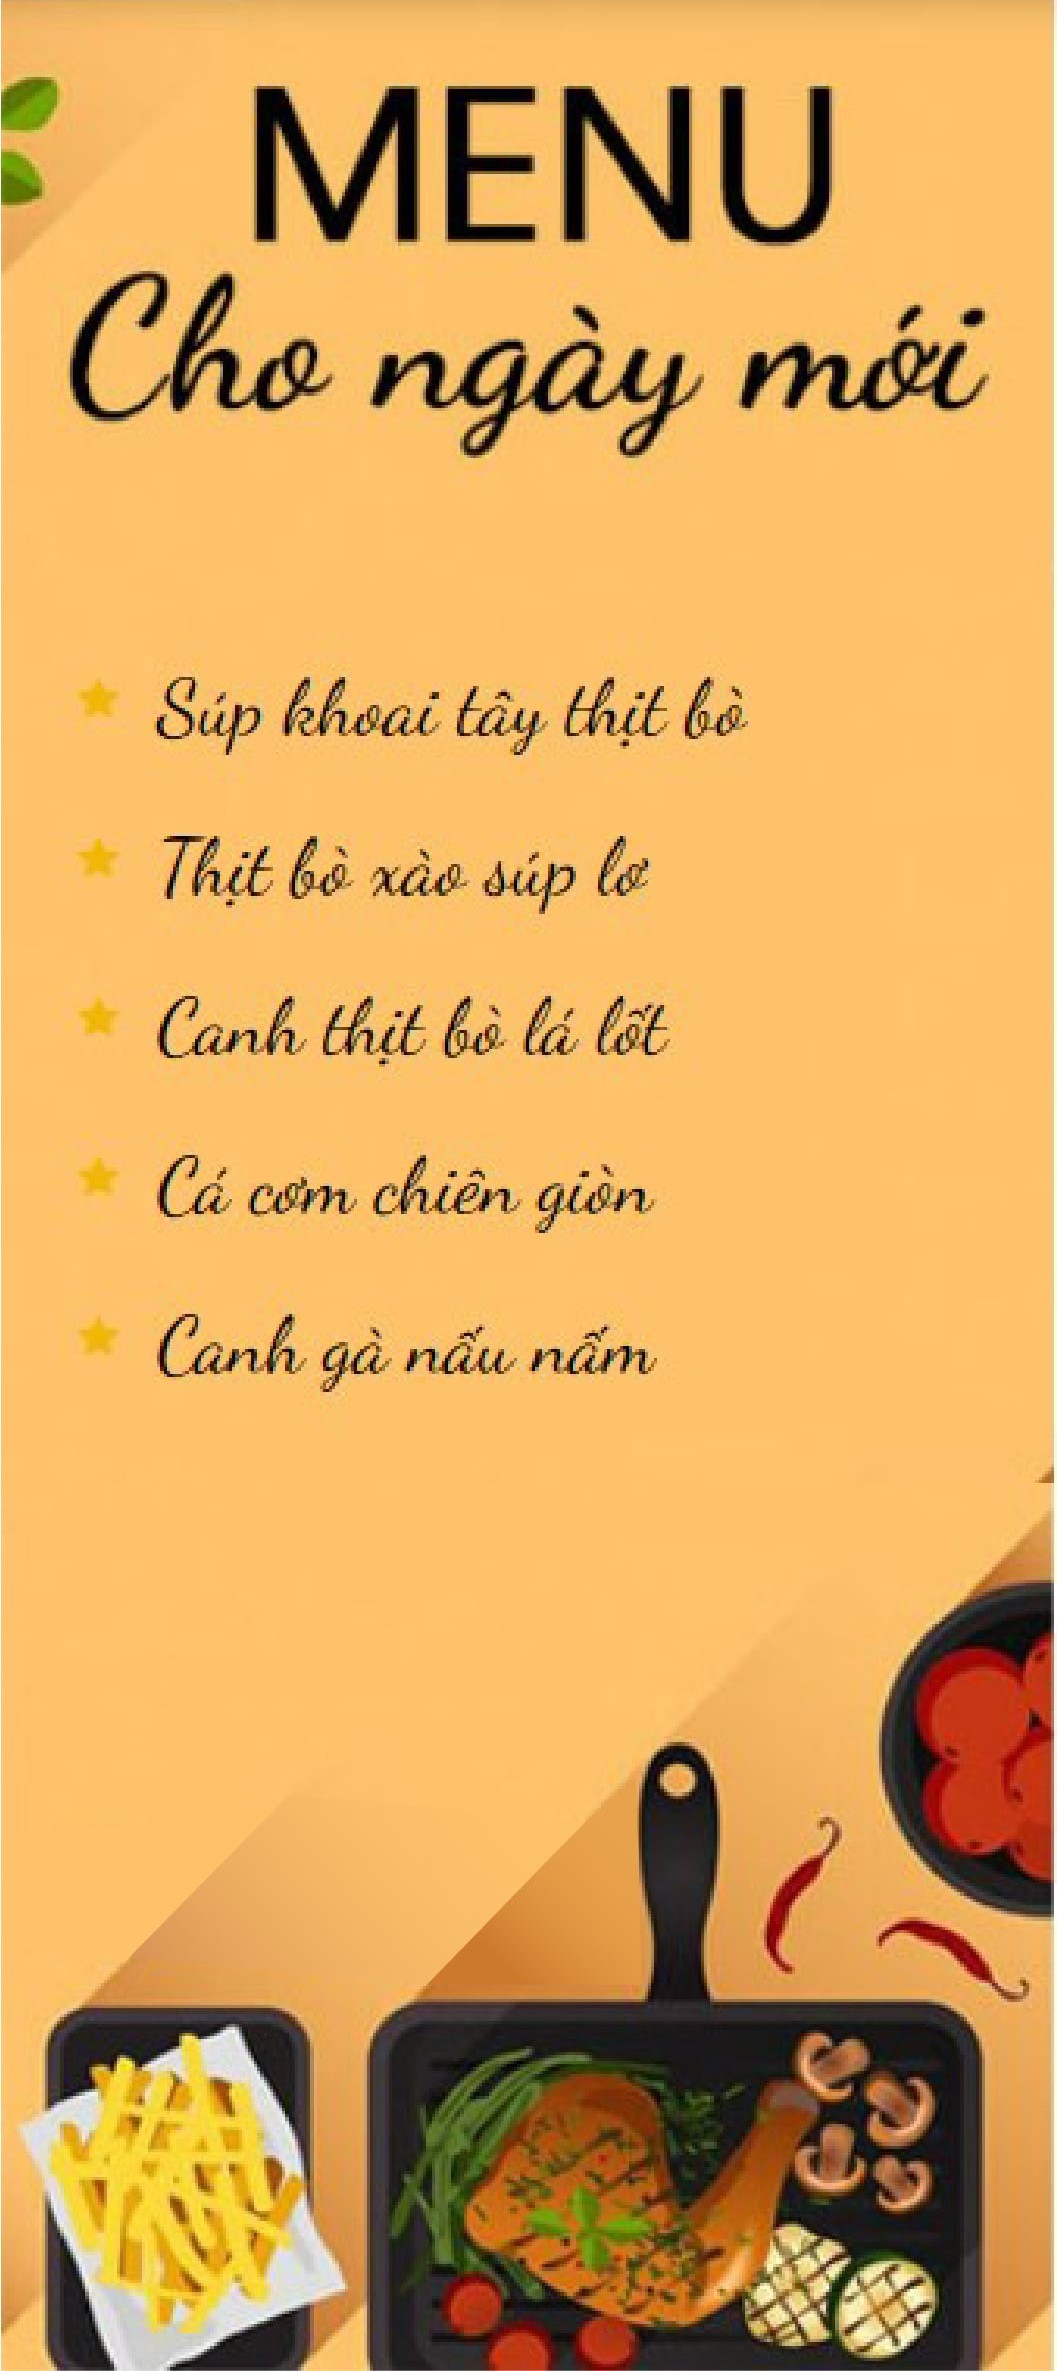 MENU
Cho ngày mới
Súp khoai tây thịt bò
Thịt bò xào súp lơ
Canh thịt bò lá lốt
Cá cơm chiên giòn
Canh gà nấu nấm